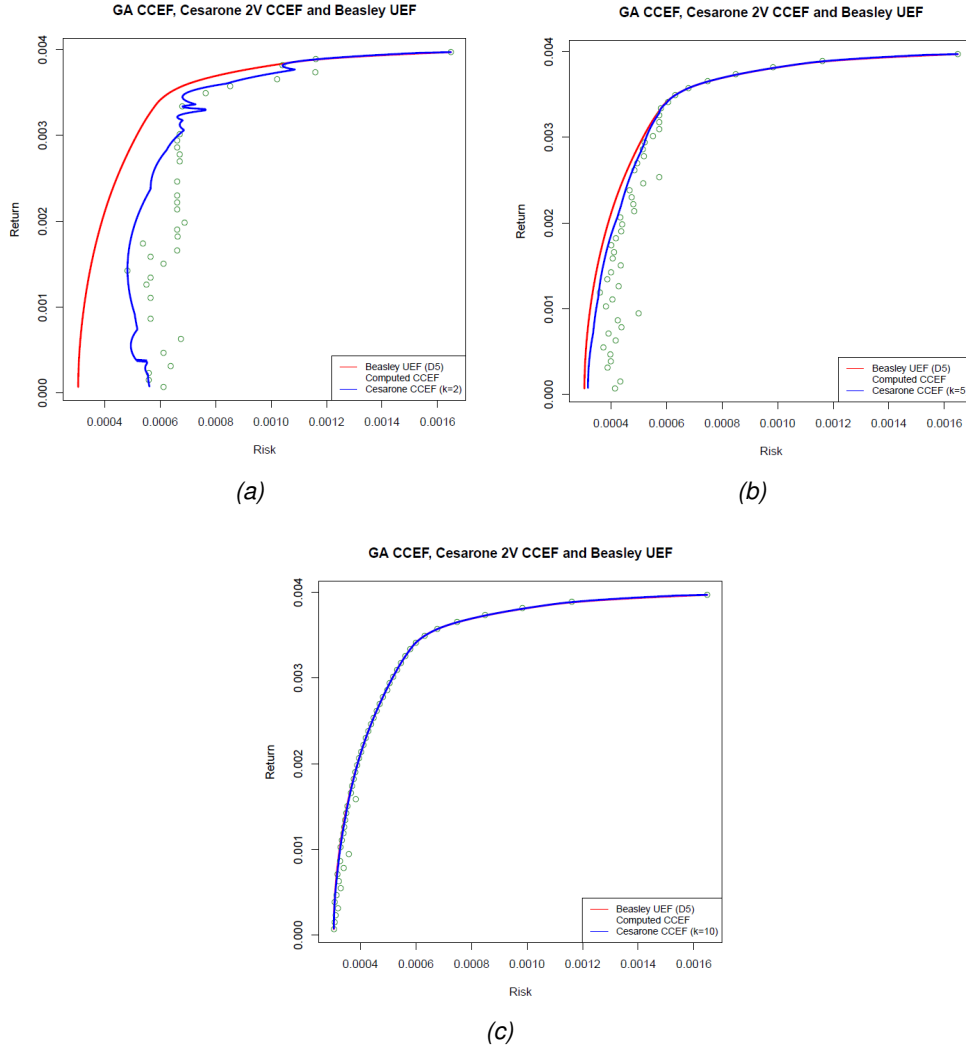 GA CCEF, Cesarone 2V CCEF and Beasley UEF
0.004
0.003
0.002
0.001
0.000
Return
Beasley UEF (D5)
Computed CCEF
Cesarone CCEF (k=2)
0.0004 0.0006 0.0008 0.0010 0.0012 0.0014 0.0016
Risk
(a)
GA CCEF, Cesarone 2V CCEF and Beasley UEF
0.004
0.003
0.002
0.001
0.000
Return
Beasley UEF (D5)
Computed CCEF
Cesarone CCEF (k=5
0.0004 0.0006 0.0008 0.0010 0.0012 0.0014 0.0016
Risk
(b)
GA CCEF, Cesarone 2V CCEF and Beasley UEF
0.004
0.003
0.002
0.001
0.000
Return
Beasley UEF (D5)
Computed CCEF
Cesarone CCEF (k=10)
0.0004 0.0006 0.0008 0.0010 0.0012 0.0014 0.0016
Risk
(c)